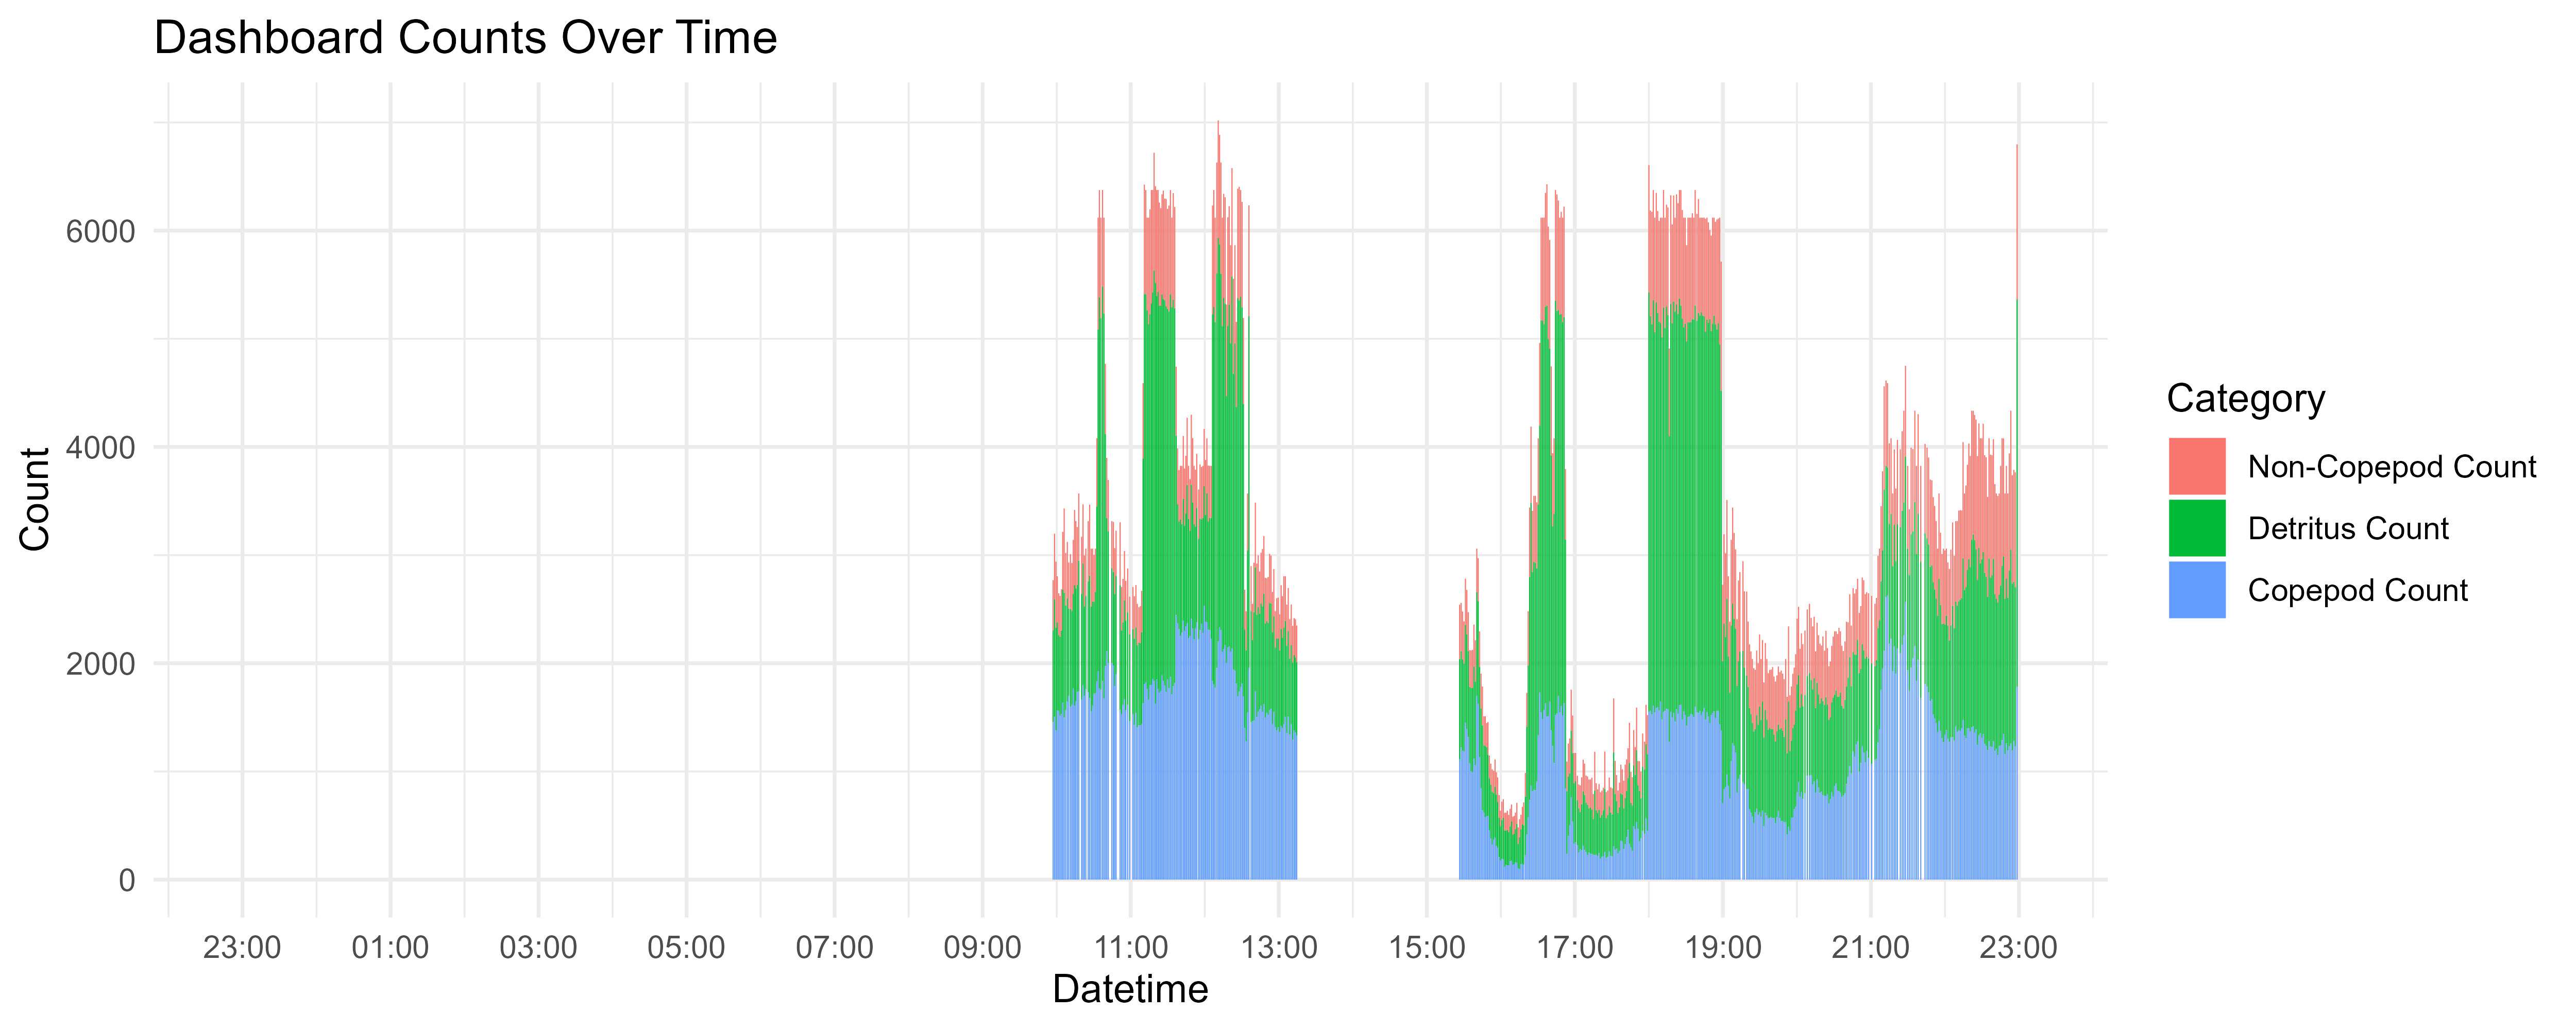 Dashboard Counts Over Time
Count
6000
4000
2000
0
23:00 01:00 03:00 05:00 07:00 09:00 11:00 13:00 15:00 17:00 19:00 21:00 23:00
Datetime
Category
Non-Copepod Count
Detritus Count
Copepod Count